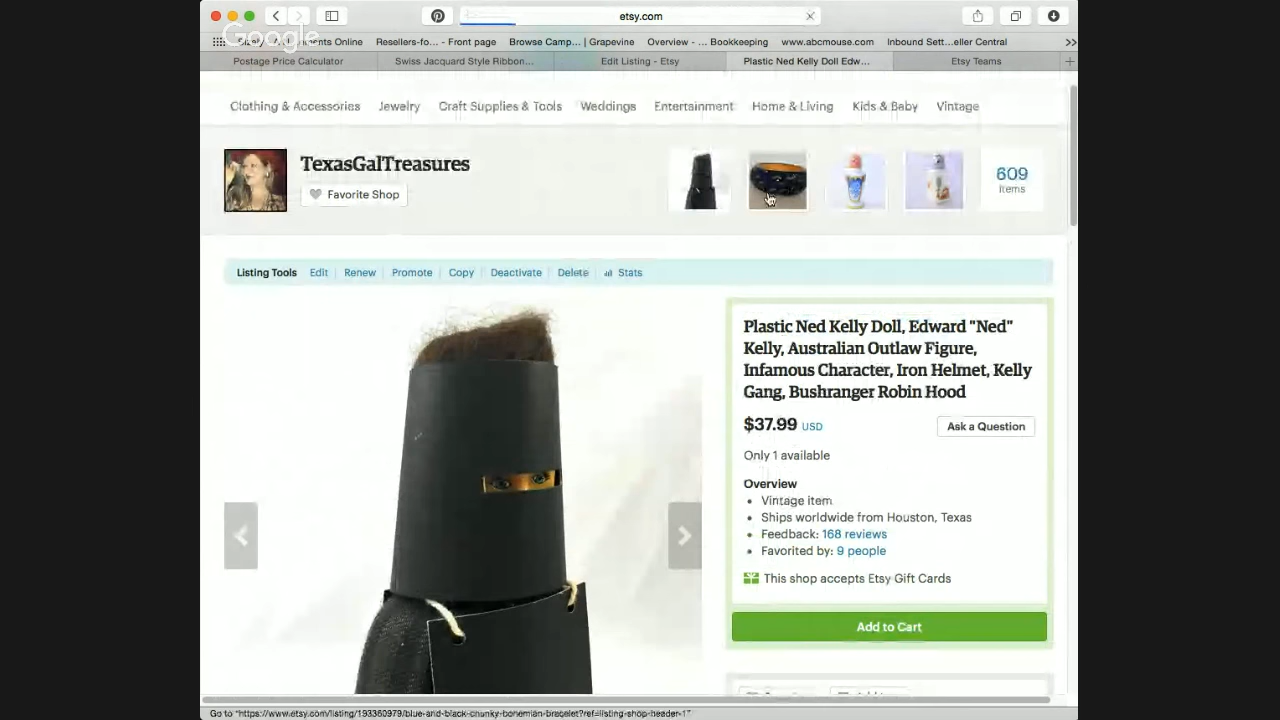 etsy.com
Google
Alignments Online
Resellers-fo... - Front page
Browse Camp... | Grapevine
Overview - ... Bookkeeping
www.abcmouse.com
Inbound Sett...eller Central
>>
Postage Price Calculator
Swiss Jacquard Style Ribbon...
Edit Listing - Etsy
Plastic Ned Kelly Doll Edw...
Etsy Teams
Clothing & Accessories
Jewelry
Craft Supplies & Tools
Weddings
Entertainment
Home & Living
Kids & Baby
Vintage
TexasGalTreasures
Favorite Shop
609
Items
Listing Tools
Edit
Renew
Promote
Copy
Deactivate
Delete
Stats
Plastic Ned Kelly Doll, Edward "Ned"
Kelly, Australian Outlaw Figure,
Infamous Character, Iron Helmet, Kelly
Gang, Bushranger Robin Hood
$37.99 USD
Ask a Question
Only 1 available
Overview
Vintage item
Ships worldwide from Houston, Texas
Feedback: 168 reviews
Favorited by: 9 people
This shop accepts Etsy Gift Cards
Add to Cart
Go to "https://www.etsy.com/listing/193360979/blue-and-black-chunky-bohemian-bracelet?ref=listing-shop-header-1"